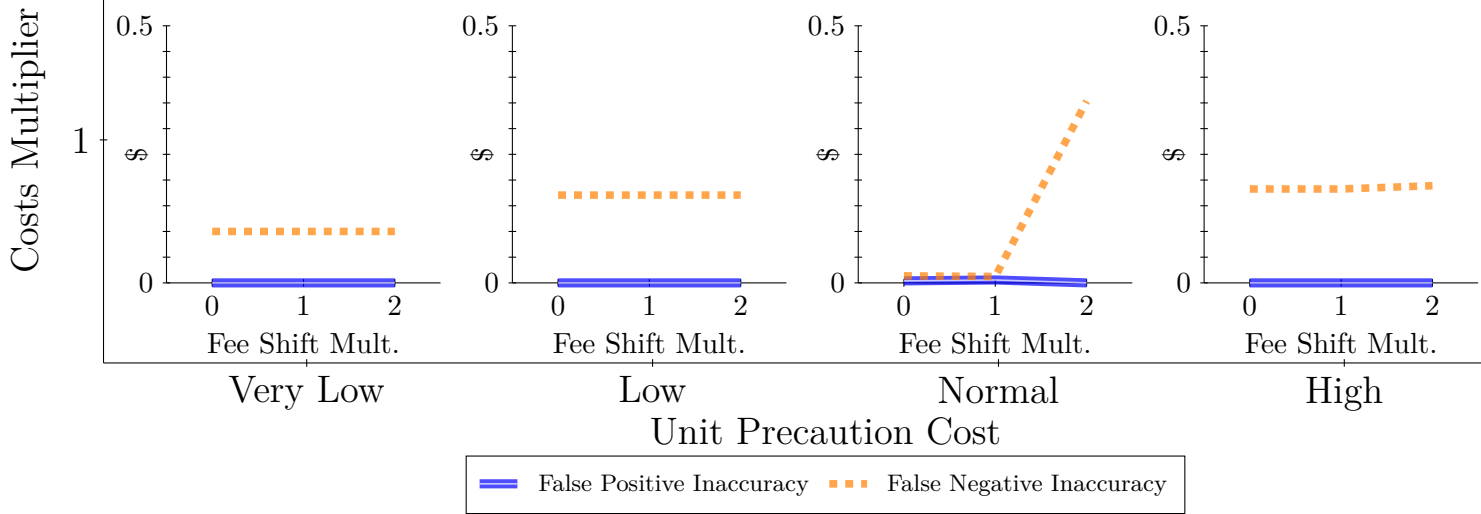 Costs Multiplier
1
0.5
$
0
0 1 2
Fee Shift Mult.
0.5
$
0
0 1 2
Fee Shift Mult.
0.5
$
0
0 1 2
Fee Shift Mult.
0.5
$
0
0 1 2
Fee Shift Mult.
Very Low
Low
Normal
High
Unit Precaution Cost
False Positive Inaccuracy
False Negative Inaccuracy